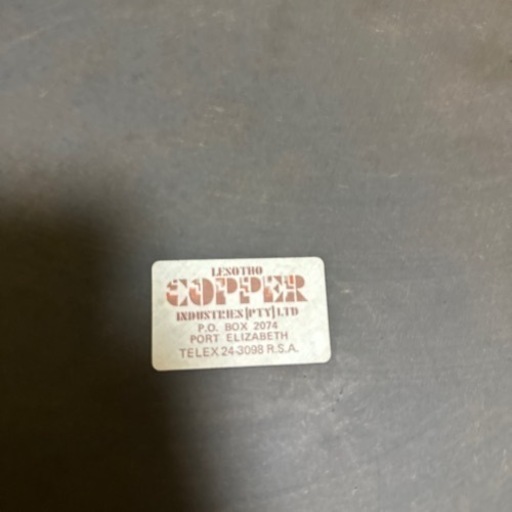 LESOTHO
COPPER
INDUSTRIES (PTY) LTD
P.O. BOX 2074
PORT ELIZABETH
TELEX 24-3098 R.S.A.